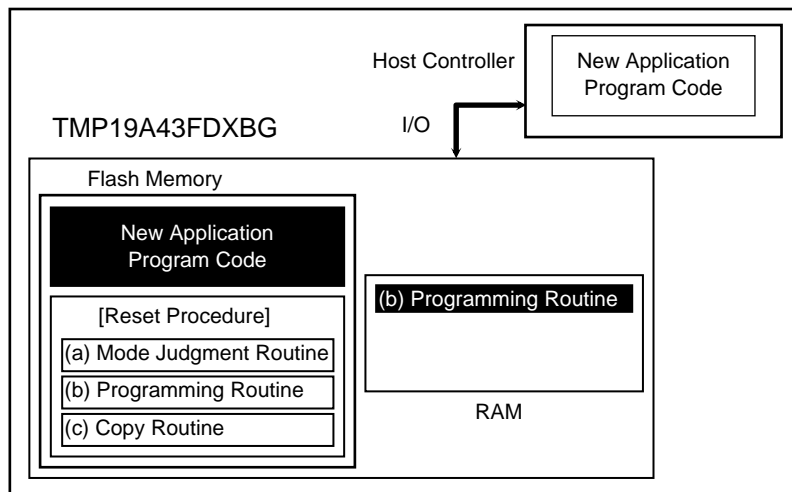 Host Controller
New Application
Program Code
I/O
TMP19A43FDXBG
Flash Memory
New Application
Program Code
[Reset Procedure]
(a) Mode Judgment Routine
(b) Programming Routine
(c) Copy Routine
(b) Programming Routine
RAM